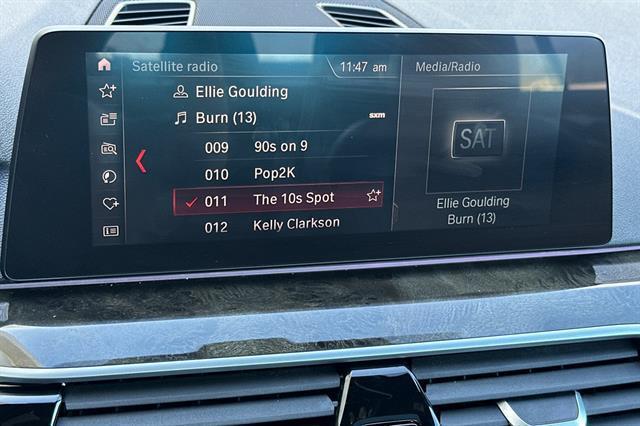 Satellite radio
11:47 am
Media/Radio
Ellie Goulding
Burn (13)
sxm
009 90s on 9
010 Pop2K
011 The 10s Spot
012 Kelly Clarkson
SAT
Ellie Goulding
Burn (13)